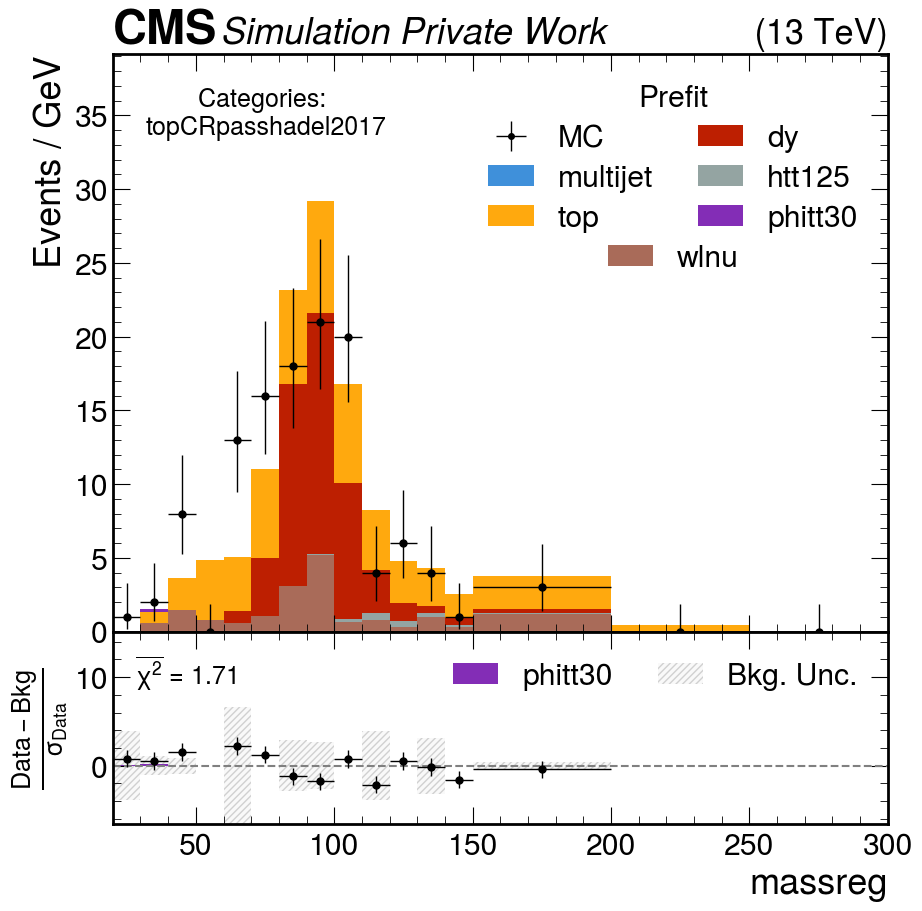 CMS Simulation Private Work (13 TeV)
Events / GeV
35
30
25
20
15
10
5
0
Categories:
topCRpasshadel2017
Prefit
MC dy
multijet htt125
top phitt30
wlnu
χ² = 1.71
phitt30 Bkg. Unc.
Data – Bkg
σData
10
0
50 100 150 200 250 300
massreg